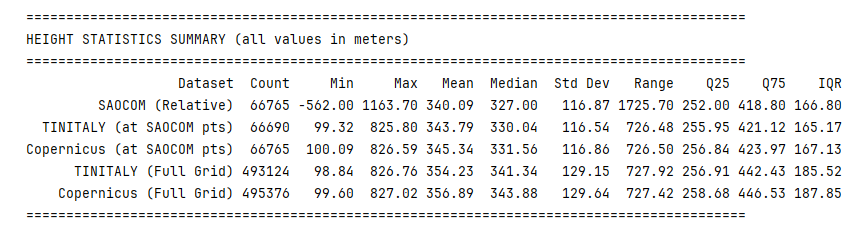 =========================================================================================
HEIGHT STATISTICS SUMMARY (all values in meters)
=========================================================================================
Dataset Count Min Max Mean Median Std Dev Range Q25 Q75 IQR
SAOCOM (Relative) 66765 -562.00 1163.70 340.09 327.00 116.87 1725.70 252.00 418.80 166.80
TINITALY (at SAOCOM pts) 66690 99.32 825.80 343.79 330.04 116.54 726.48 255.95 421.12 165.17
Copernicus (at SAOCOM pts) 66765 100.09 826.59 345.34 331.56 116.86 726.50 256.84 423.97 167.13
TINITALY (Full Grid) 493124 98.84 826.76 354.23 341.34 129.15 727.92 256.91 442.43 185.52
Copernicus (Full Grid) 495376 99.60 827.02 356.89 343.88 129.64 727.42 258.68 446.53 187.85
=========================================================================================